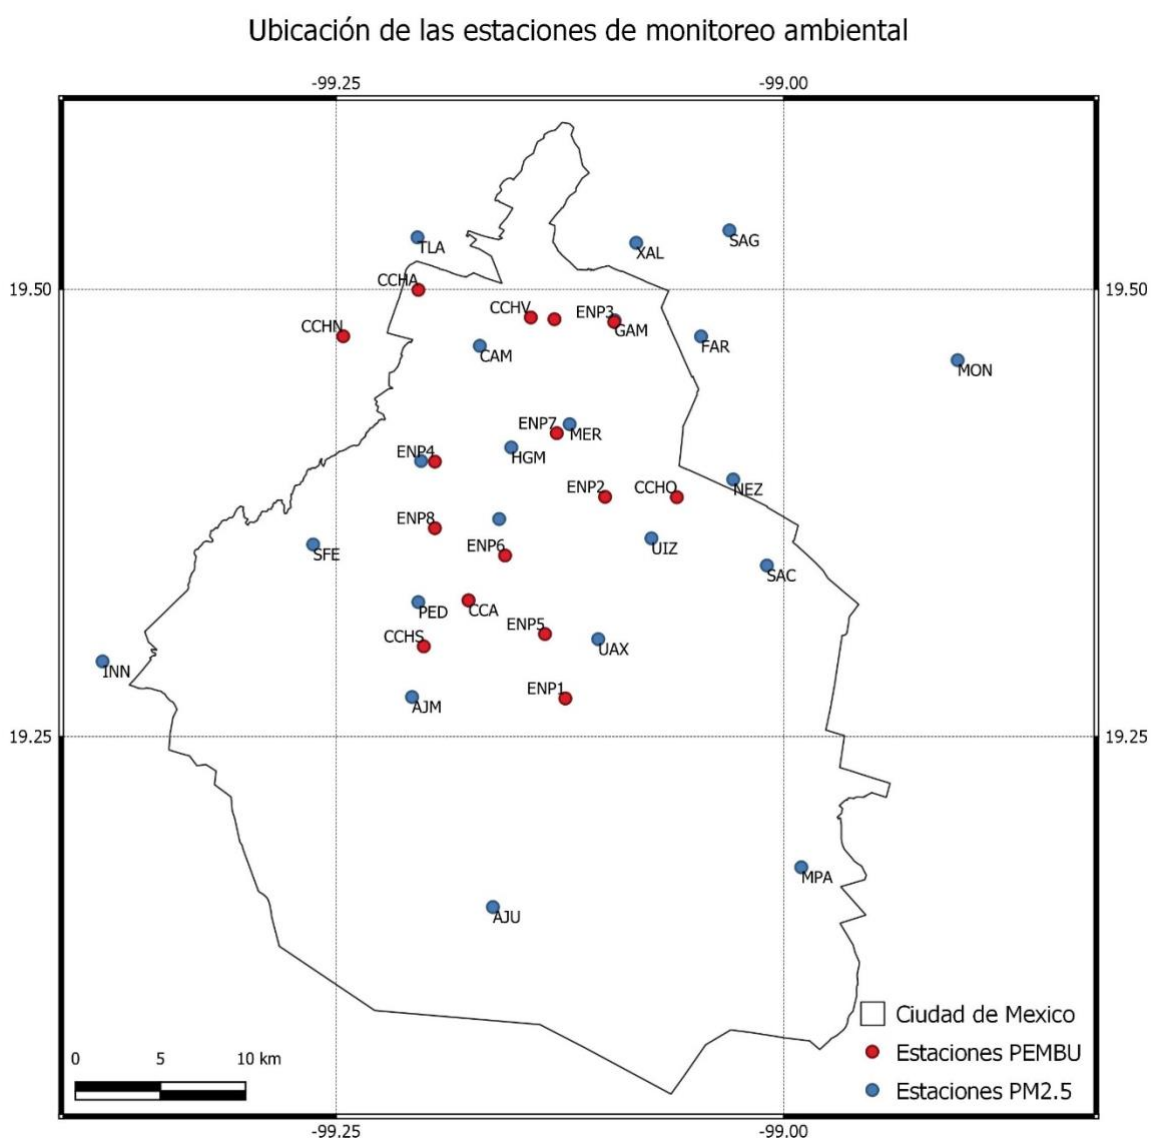 Ubicación de las estaciones de monitoreo ambiental
-99.25
-99.00
SAG
TLA
XAL
CCHA
19.50
19.50
CCHV
ENP3
CCHN
GAM
FAR
CAM
MON
ENP7
MER
ENP4
HGM
ENP2
CCHO
NEZ
ENP8
ENP6
UIZ
SFE
SAC
PED
CCA
ENP5
CCHS
UAX
INN
ENP1
AJM
19.25
19.25
MPA
AJU
Ciudad de Mexico
0 5 10 km
Estaciones PEMBU
Estaciones PM2.5
-99.25
-99.00